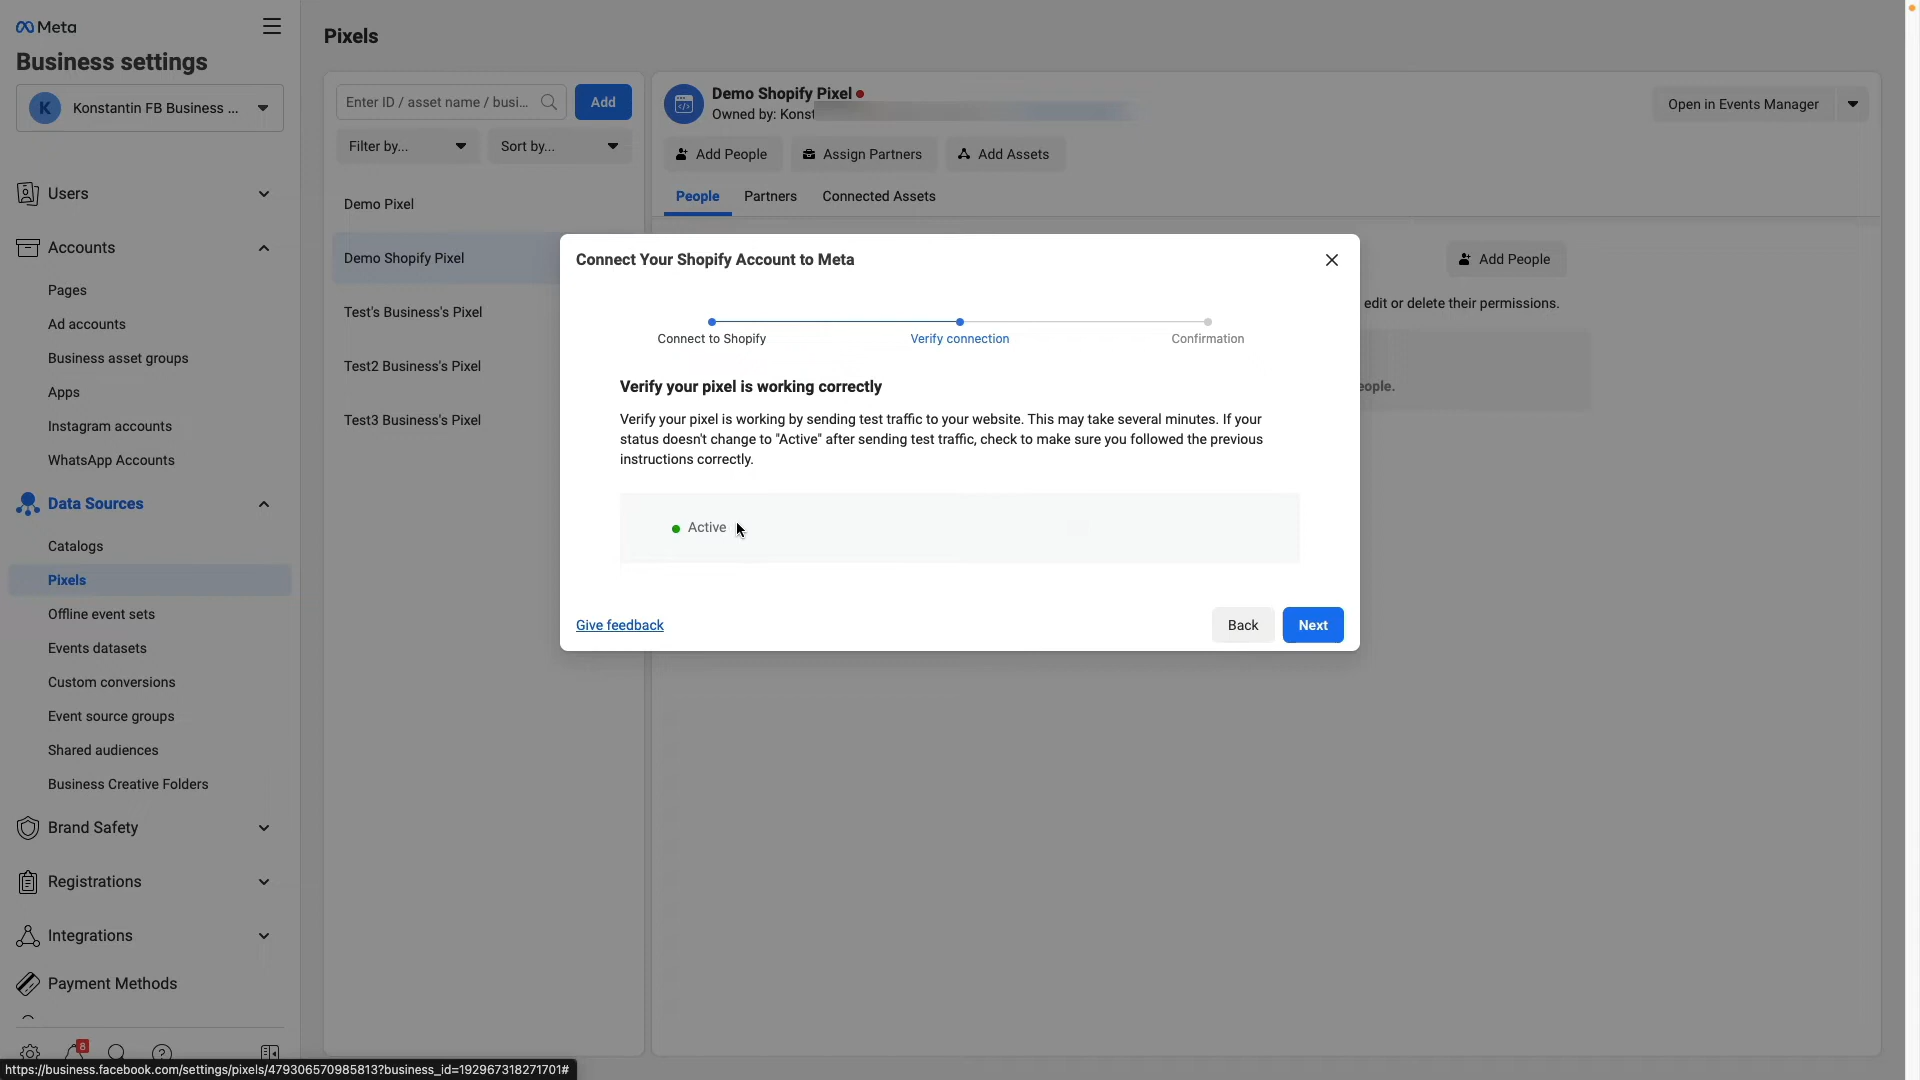 Meta
Business settings
K
Konstantin FB Business ...
Users
Accounts
Pages
Ad accounts
Business asset groups
Apps
Instagram accounts
WhatsApp Accounts
Data Sources
Catalogs
Pixels
Offline event sets
Events datasets
Custom conversions
Event source groups
Shared audiences
Business Creative Folders
Brand Safety
Registrations
Integrations
Payment Methods
8
https://business.facebook.com/settings/pixels/479306570985813?business_id=192967318271701#
Pixels
Enter ID / asset name / busi...
Add
Filter by...
Sort by...
Demo Pixel
Demo Shopify Pixel
Test's Business's Pixel
Test2 Business's Pixel
Test3 Business's Pixel
Demo Shopify Pixel
Owned by: Konst
Open in Events Manager
Add People
Assign Partners
Add Assets
People
Partners
Connected Assets
Add People
edit or delete their permissions.
eople.
Connect Your Shopify Account to Meta
Connect to Shopify
Verify connection
Confirmation
Verify your pixel is working correctly
Verify your pixel is working by sending test traffic to your website. This may take several minutes. If your
status doesn't change to "Active" after sending test traffic, check to make sure you followed the previous
instructions correctly.
Active
Give feedback
Back
Next